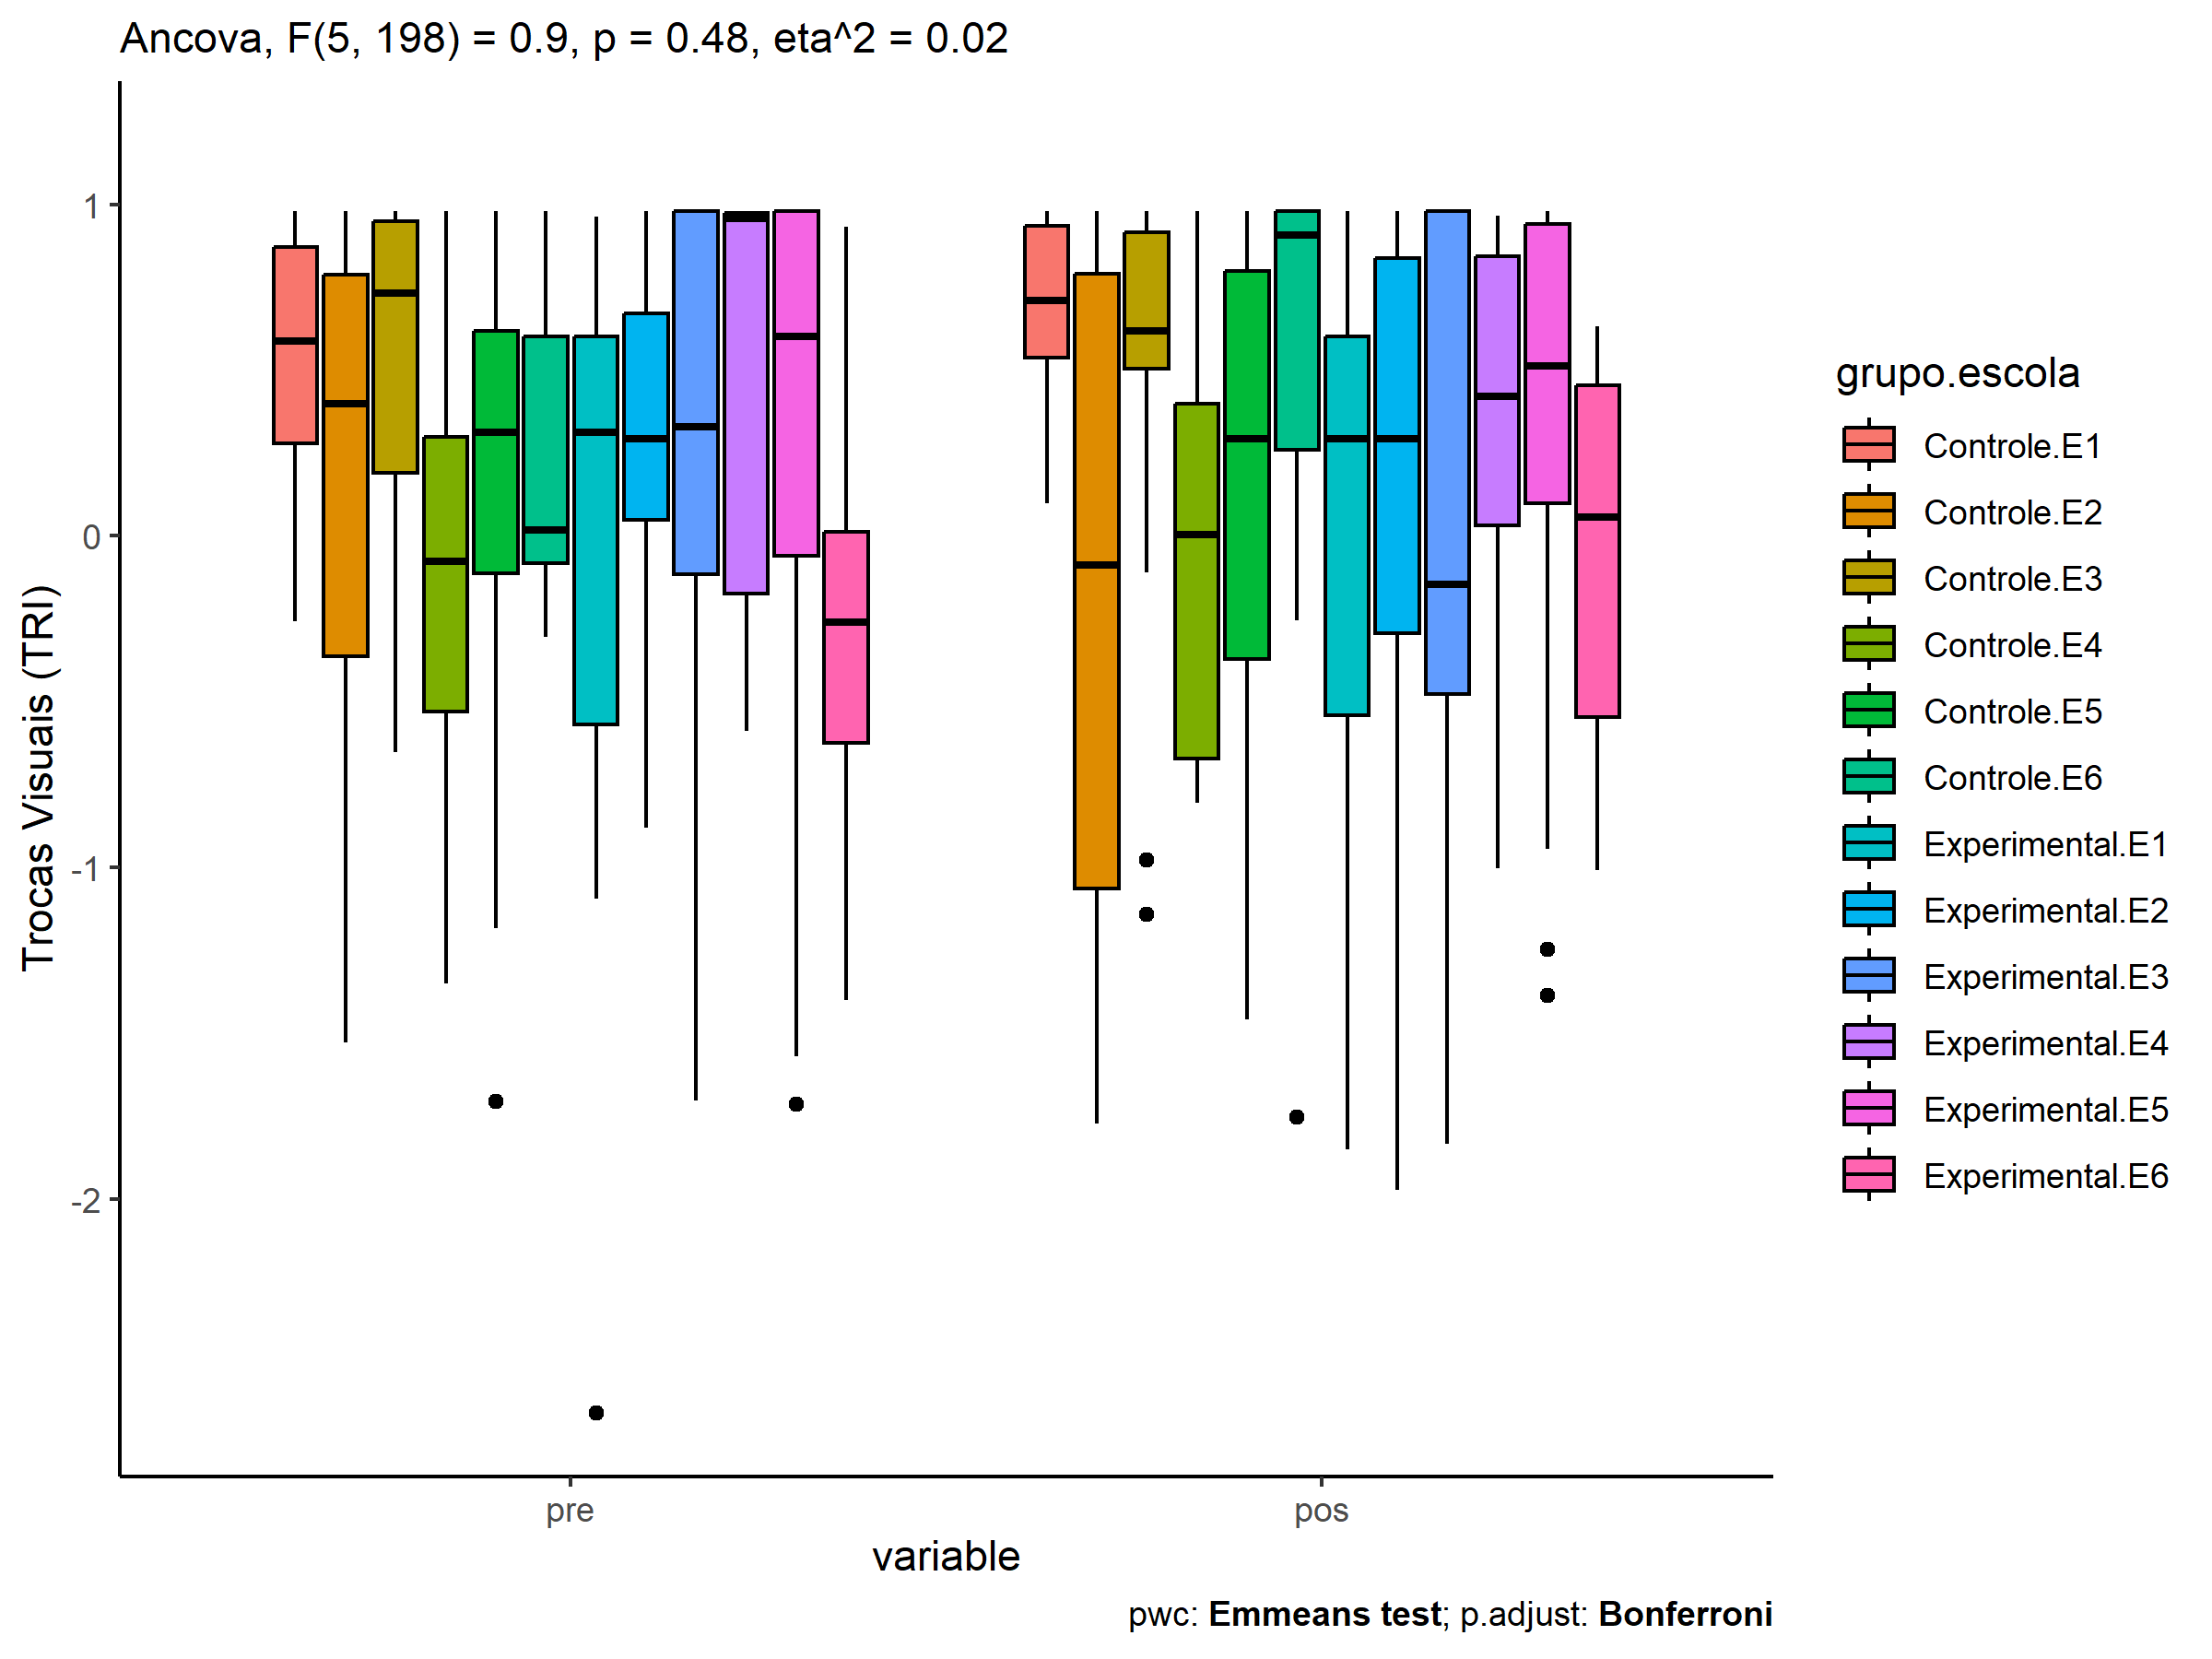 Ancova, F(5, 198) = 0.9, p = 0.48, eta^2 = 0.02
Trocas Visuais (TRI)
1
0
-1
-2
pre
pos
variable
pwc: Emmeans test; p.adjust: Bonferroni
grupo.escola
Controle.E1
Controle.E2
Controle.E3
Controle.E4
Controle.E5
Controle.E6
Experimental.E1
Experimental.E2
Experimental.E3
Experimental.E4
Experimental.E5
Experimental.E6